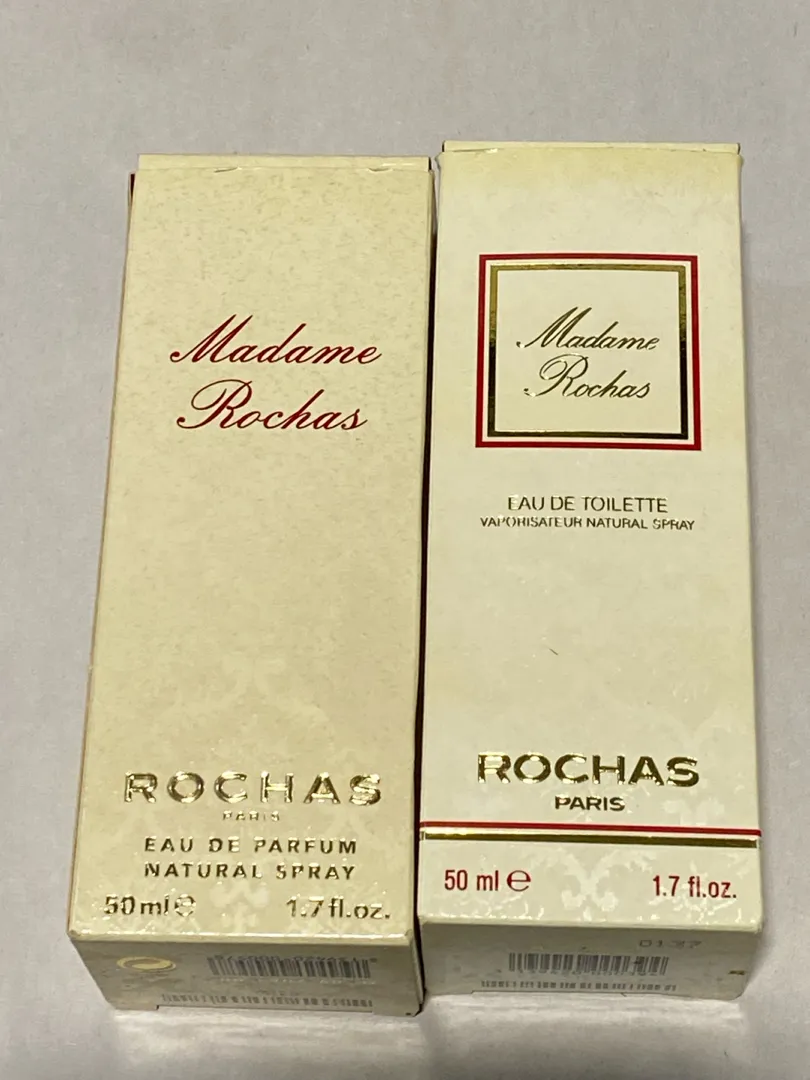 Madame
Rochas
ROCHAS
PARIS
EAU DE PARFUM
NATURAL SPRAY
50 ml ℮
1.7 fl.oz.
Madame
Rochas
EAU DE TOILETTE
VAPORISATEUR NATURAL SPRAY
ROCHAS
PARIS
50 ml ℮
1.7 fl.oz.
0137